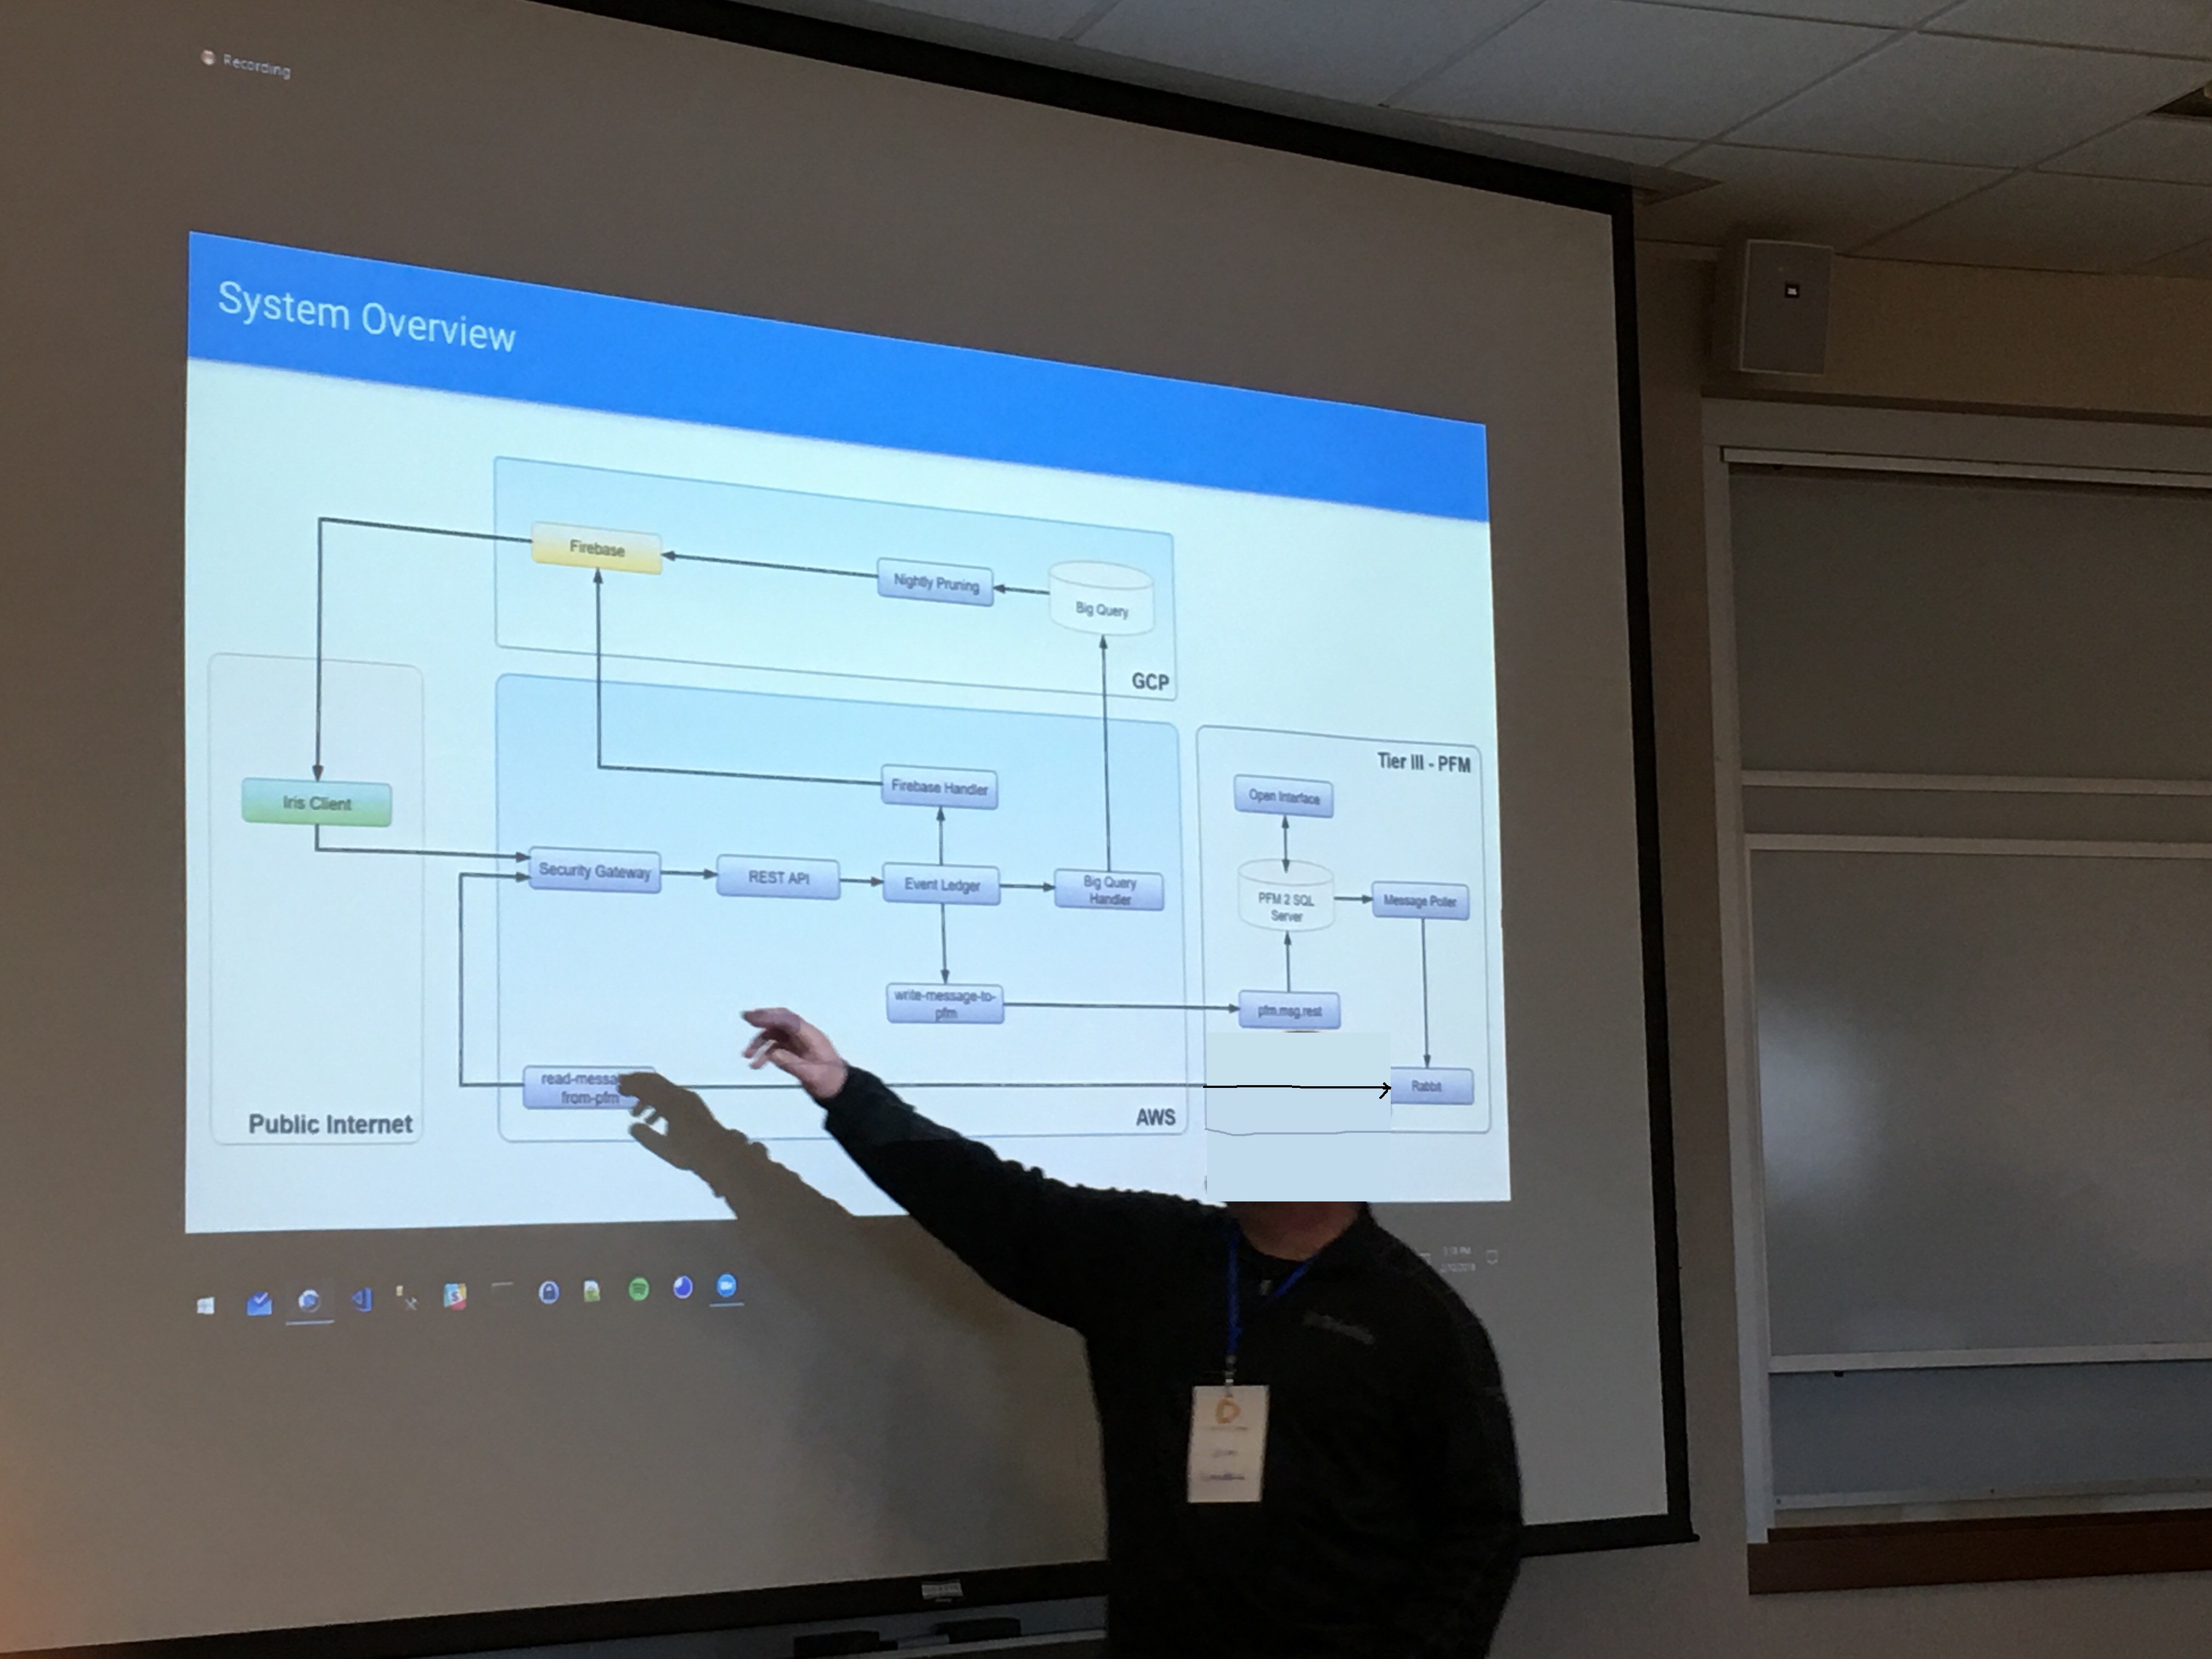 Recording
System Overview
Firebase
Nightly Pruning
Big Query
GCP
Tier III - PFM
Firebase Handler
Open Interface
Iris Client
Security Gateway
REST API
Event Ledger
Big Query
Handler
PFM 2 SQL
Server
Message Poller
write-message-to-
pfm
pfm.msg.rest
from-pfm
Rabbit
Public Internet
AWS